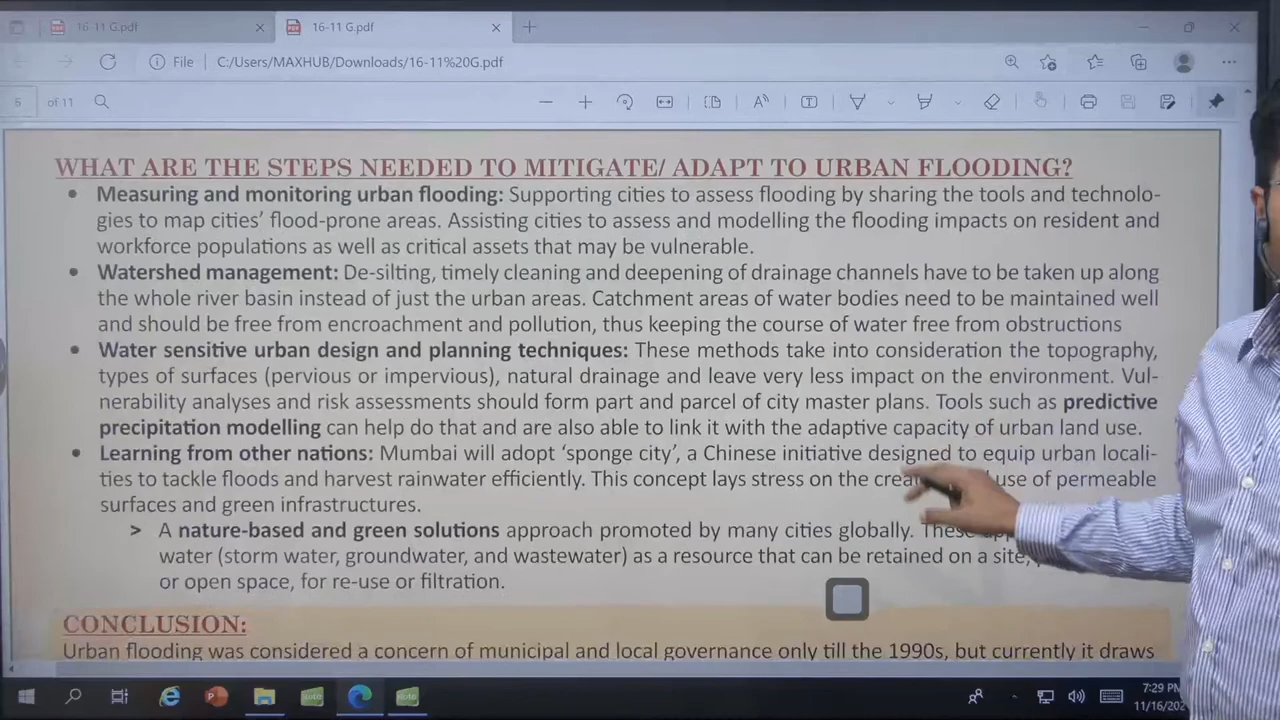 16-11 G.pdf
16-11 G.pdf
File C:/Users/MAXHUB/Downloads/16-11%20G.pdf
of 11
WHAT ARE THE STEPS NEEDED TO MITIGATE/ ADAPT TO URBAN FLOODING?
• Measuring and monitoring urban flooding: Supporting cities to assess flooding by sharing the tools and technolo-
gies to map cities' flood-prone areas. Assisting cities to assess and modelling the flooding impacts on resident and
workforce populations as well as critical assets that may be vulnerable.
• Watershed management: De-silting, timely cleaning and deepening of drainage channels have to be taken up along
the whole river basin instead of just the urban areas. Catchment areas of water bodies need to be maintained well
and should be free from encroachment and pollution, thus keeping the course of water free from obstructions
• Water sensitive urban design and planning techniques: These methods take into consideration the topography,
types of surfaces (pervious or impervious), natural drainage and leave very less impact on the environment. Vul-
nerability analyses and risk assessments should form part and parcel of city master plans. Tools such as predictive
precipitation modelling can help do that and are also able to link it with the adaptive capacity of urban land use.
• Learning from other nations: Mumbai will adopt 'sponge city', a Chinese initiative designed to equip urban locali-
ties to tackle floods and harvest rainwater efficiently. This concept lays stress on the use of permeable
surfaces and green infrastructures.
> A nature-based and green solutions approach promoted by many cities globally. These
water (storm water, groundwater, and wastewater) as a resource that can be retained on a site,
or open space, for re-use or filtration.
CONCLUSION:
Urban flooding was considered a concern of municipal and local governance only till the 1990s, but currently it draws
7:29 PM
11/16/202